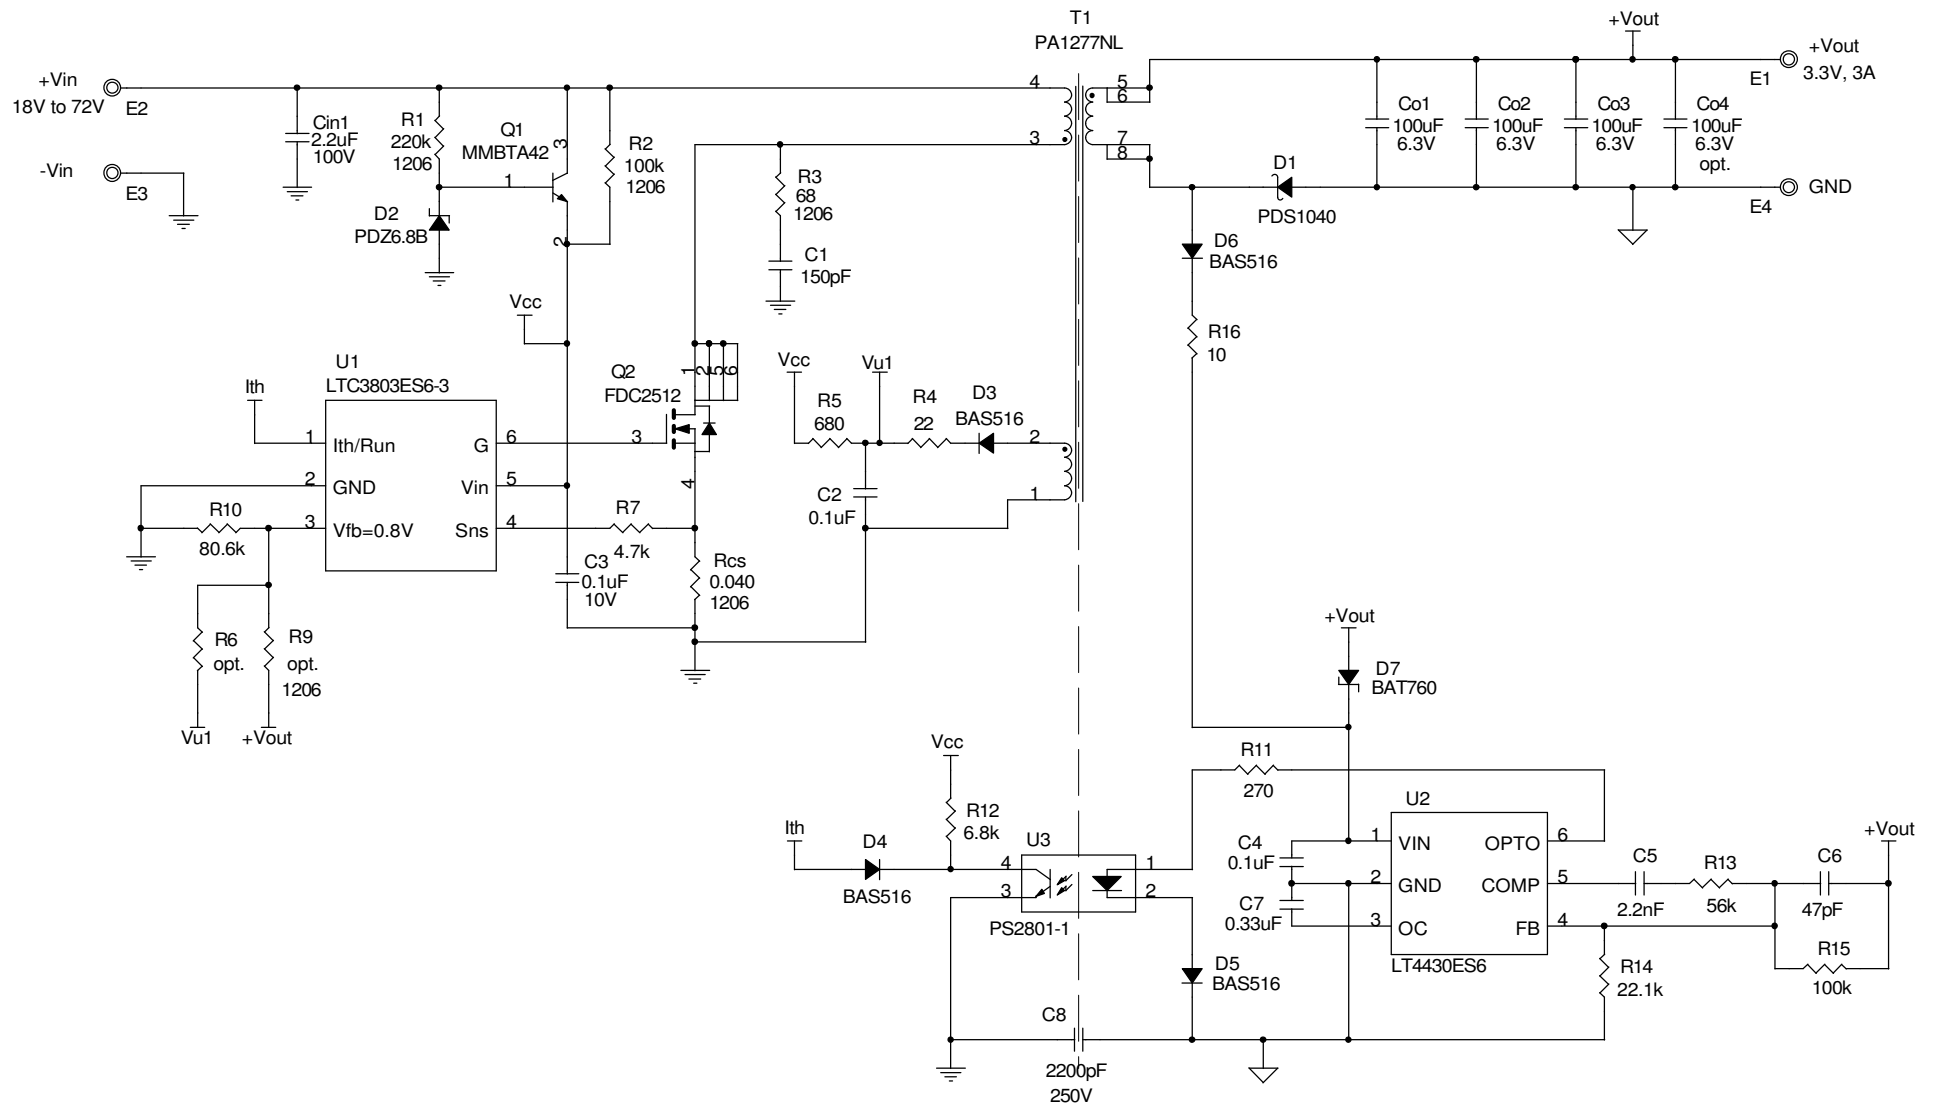 T1
PA1277NL
+Vout
+Vout
3.3V, 3A
E1
+Vin
18V to 72V
E2
4
5
6
3
7
8
Cin1
2.2uF
100V
R1
220k
1206
Q1
MMBTA42
3
1
2
R2
100k
1206
Co1
100uF
6.3V
Co2
100uF
6.3V
Co3
100uF
6.3V
Co4
100uF
6.3V
opt.
-Vin
E3
D2
PDZ6.8B
R3
68
1206
C1
150pF
D1
PDS1040
GND
E4
D6
BAS516
R16
10
Vcc
U1
LTC3803ES6-3
Ith
1
Ith/Run
G
6
2
GND
Vin
5
3
Vfb=0.8V
Sns
4
R10
80.6k
Q2
FDC2512
1
2
5
6
3
4
Vcc
Vu1
R5
680
R4
22
D3
BAS516
2
1
C2
0.1uF
R7
4.7k
C3
0.1uF
10V
Rcs
0.040
1206
R6
opt.
R9
opt.
1206
Vu1
+Vout
+Vout
D7
BAT760
Vcc
R12
6.8k
Ith
D4
BAS516
U3
4
3
1
2
PS2801-1
R11
270
U2
1
VIN
OPTO
6
2
GND
COMP
5
3
OC
FB
4
LT4430ES6
C4
0.1uF
C7
0.33uF
C5
2.2nF
R13
56k
C6
47pF
+Vout
R15
100k
R14
22.1k
D5
BAS516
C8
2200pF
250V